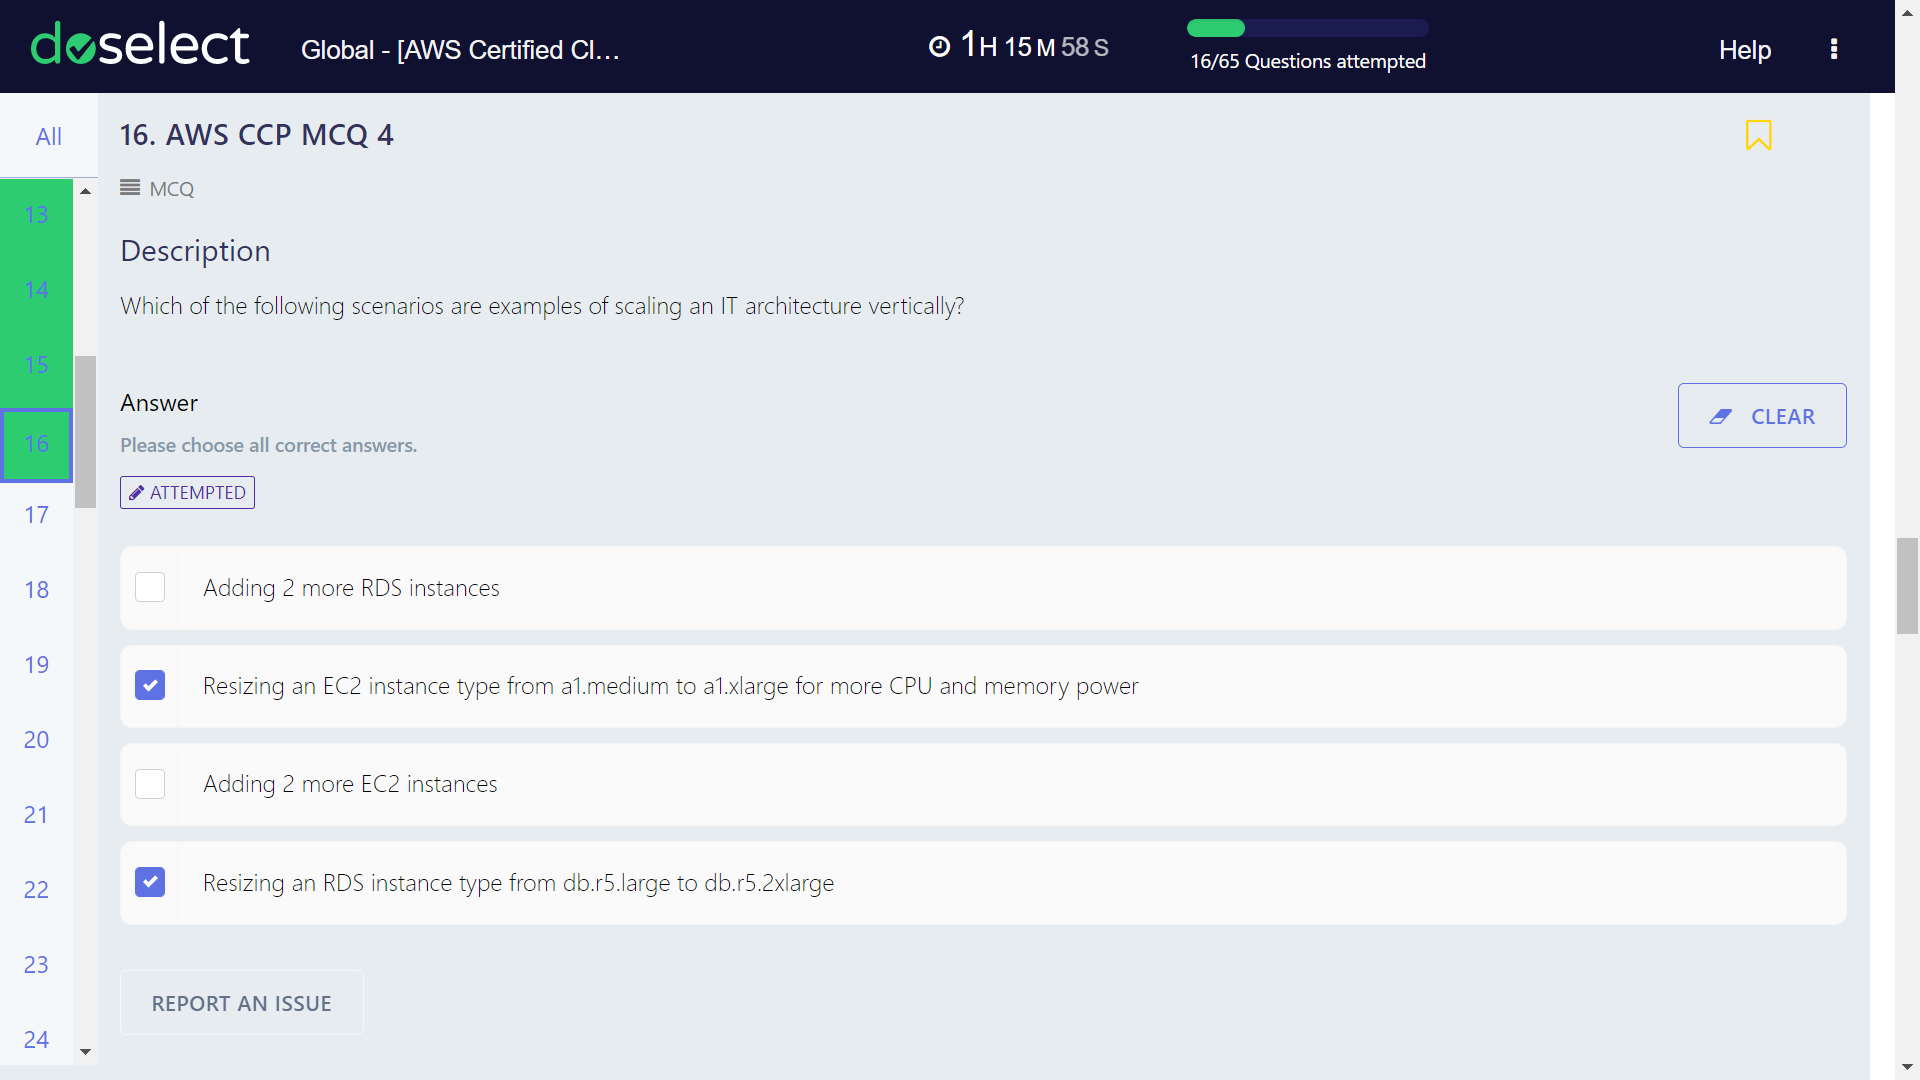 doselect
Global - [AWS Certified Cl...
1H 15M 58S
16/65 Questions attempted
Help
All
13
14
15
16
17
18
19
20
21
22
23
24
16. AWS CCP MCQ 4
MCQ
Description
Which of the following scenarios are examples of scaling an IT architecture vertically?
Answer
CLEAR
Please choose all correct answers.
ATTEMPTED
Adding 2 more RDS instances
Resizing an EC2 instance type from a1.medium to a1.xlarge for more CPU and memory power
Adding 2 more EC2 instances
Resizing an RDS instance type from db.r5.large to db.r5.2xlarge
REPORT AN ISSUE